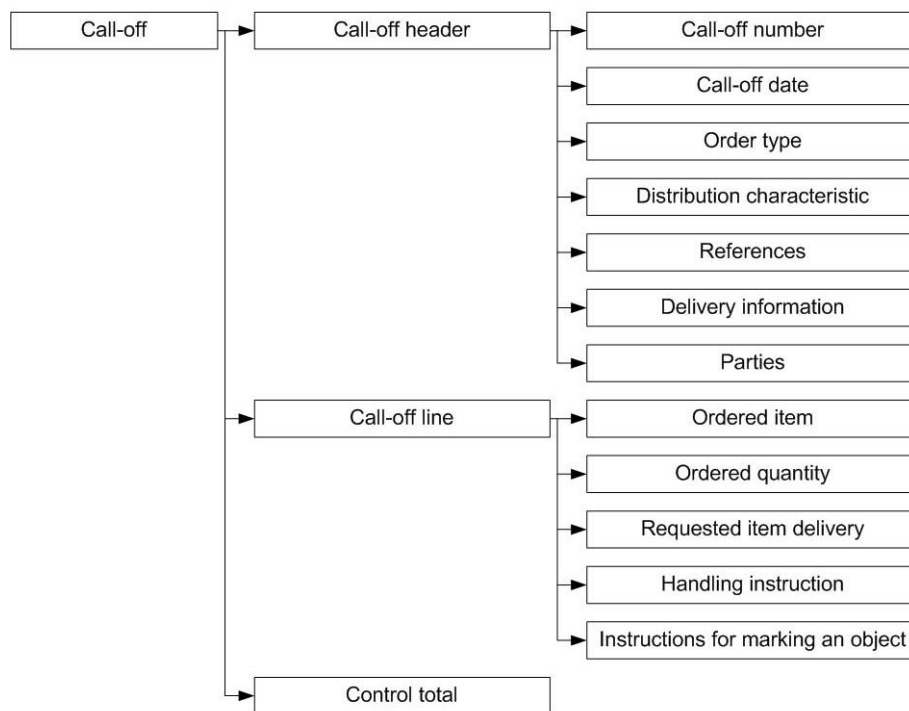 Call-off
Call-off header
Call-off number
Call-off date
Order type
Distribution characteristic
References
Delivery information
Parties
Call-off line
Ordered item
Ordered quantity
Requested item delivery
Handling instruction
Instructions for marking an object
Control total